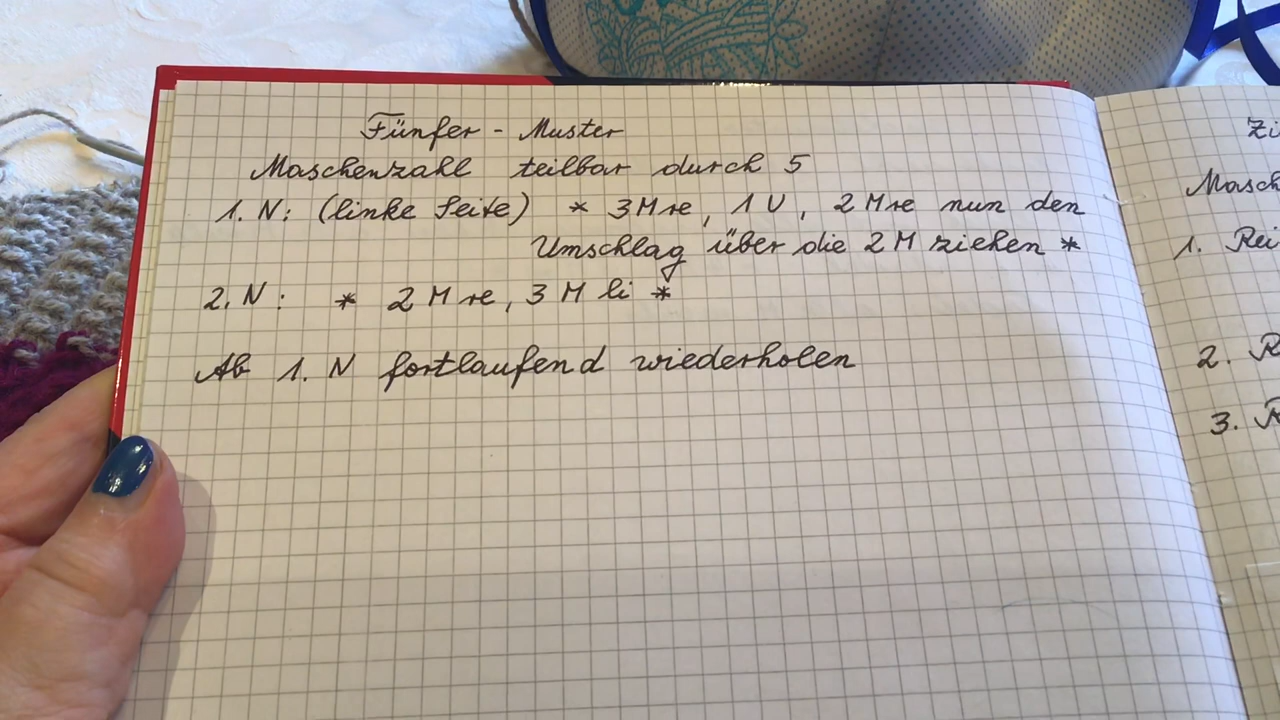 Fünfer - Muster
Maschenzahl teilbar durch 5
1. N: (linke Seite) * 3 M re, 1 U, 2 M re nun den
Umschlag über die 2 M ziehen *
2. N: * 2 M re, 3 M li *
Ab 1. N fortlaufend wiederholen
1.
2.
3.